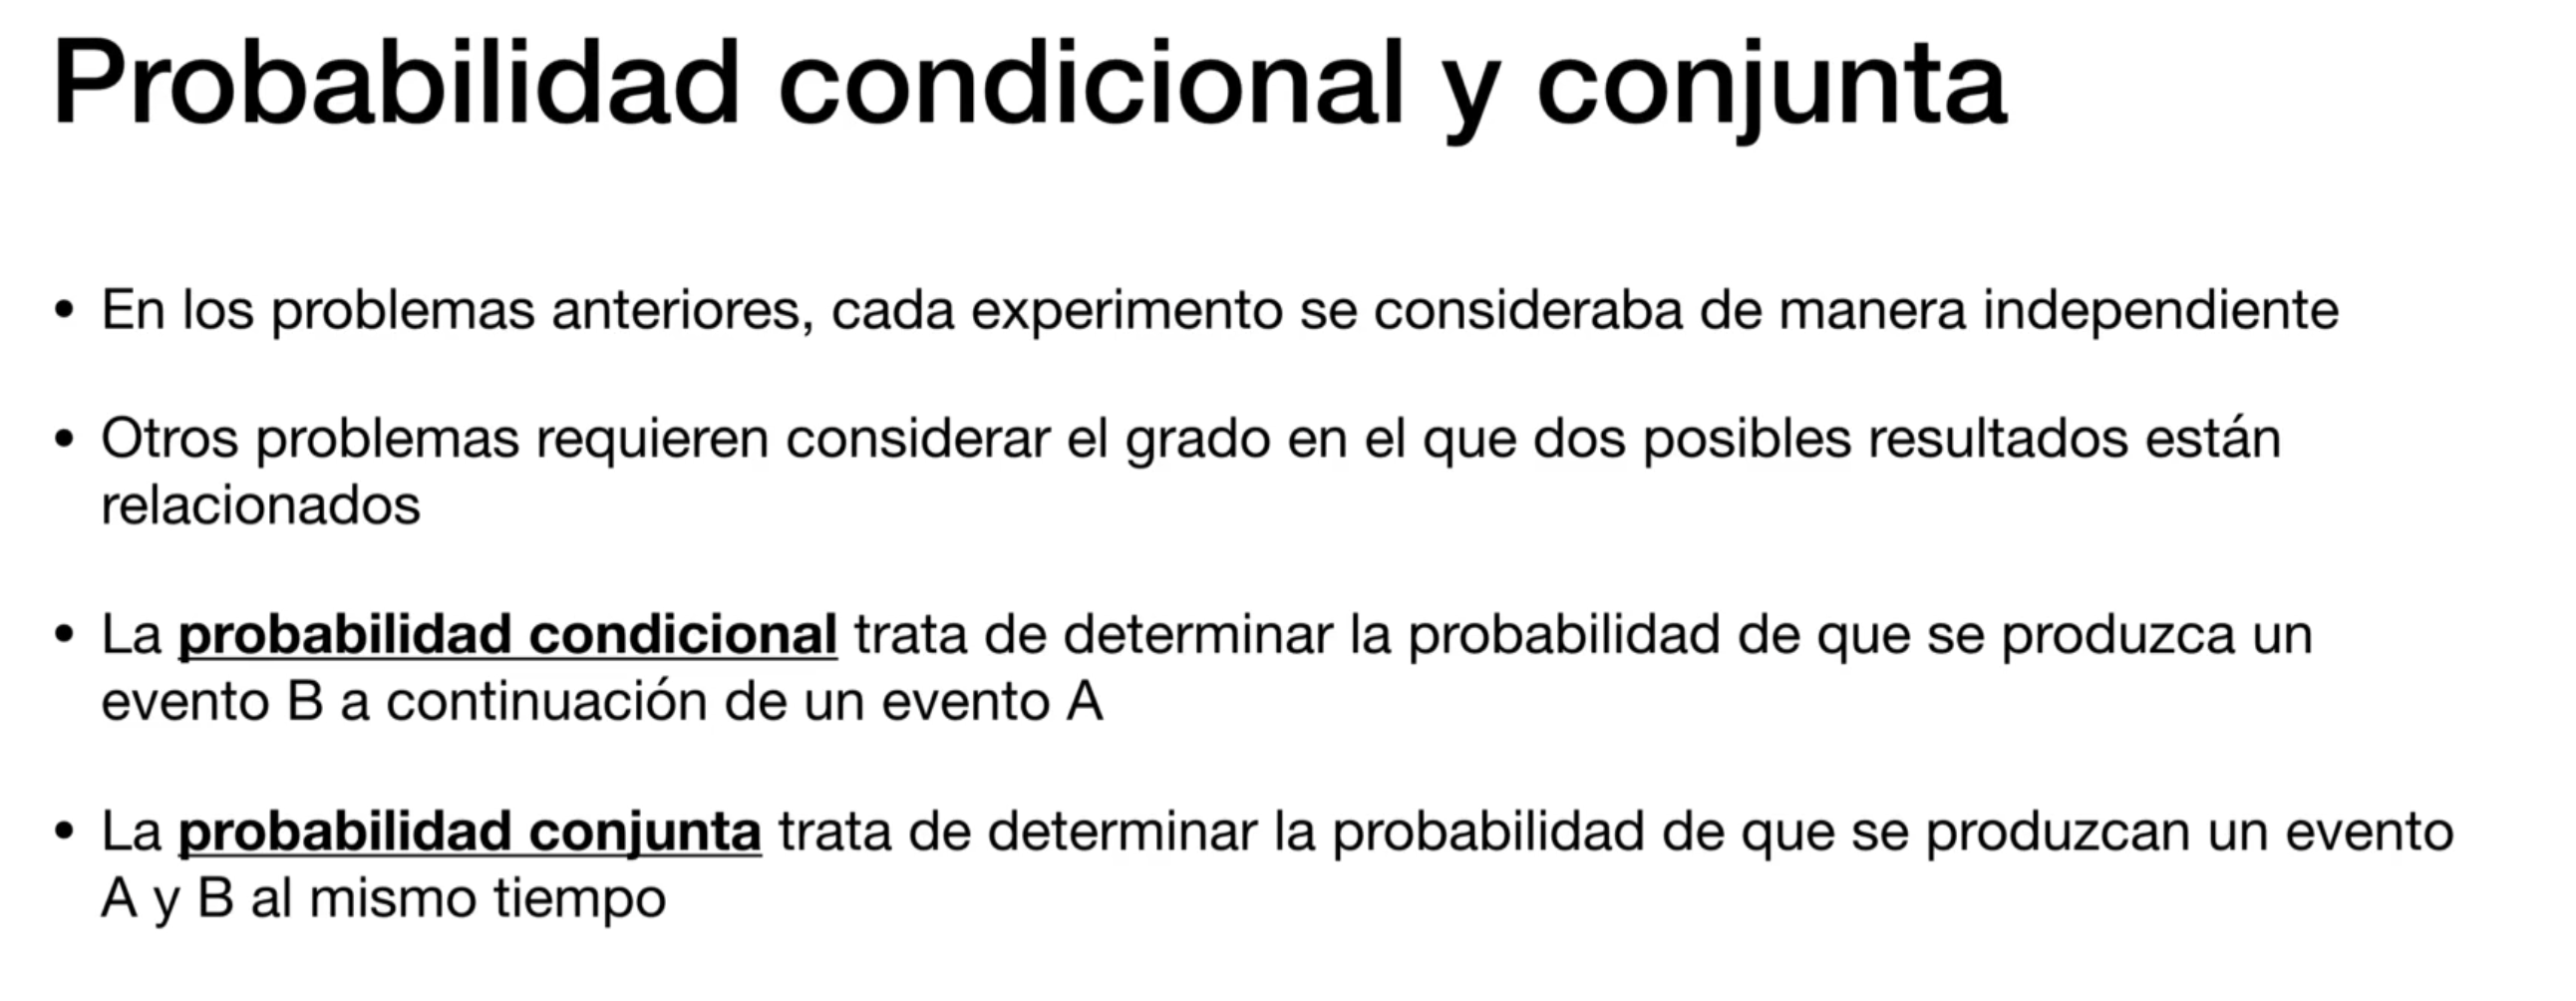 Probabilidad condicional y conjunta
• En los problemas anteriores, cada experimento se consideraba de manera independiente
• Otros problemas requieren considerar el grado en el que dos posibles resultados están
relacionados
• La probabilidad condicional trata de determinar la probabilidad de que se produzca un
evento B a continuación de un evento A
• La probabilidad conjunta trata de determinar la probabilidad de que se produzcan un evento
A y B al mismo tiempo